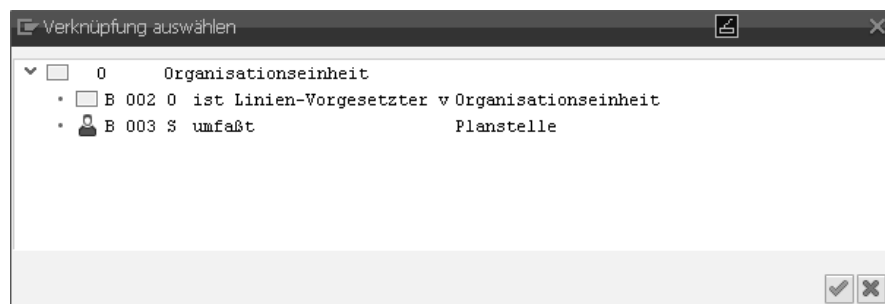 Verknüpfung auswählen
O Organisationseinheit
B 002 O ist Linien-Vorgesetzter v Organisationseinheit
B 003 S umfaßt Planstelle